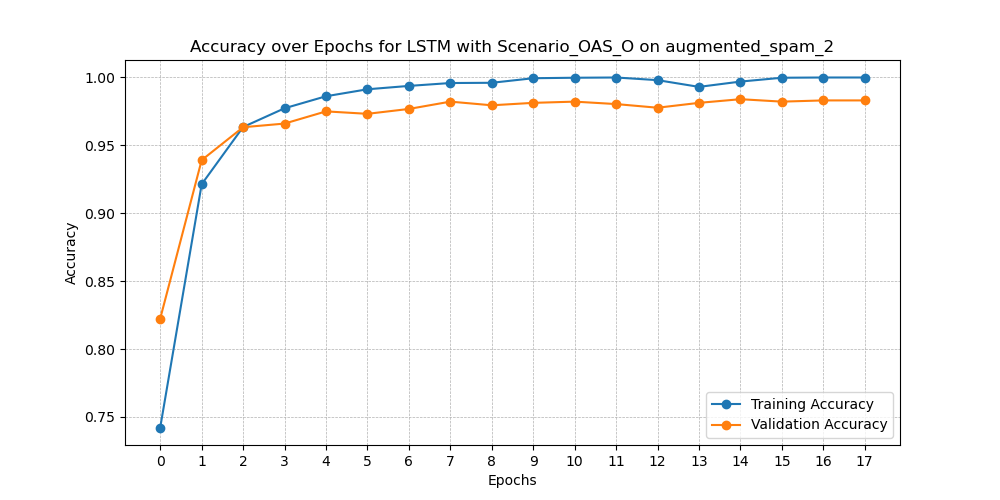 Accuracy over Epochs for LSTM with Scenario_OAS_O on augmented_spam_2
1.00
0.95
0.90
0.85
0.80
0.75
Accuracy
0 1 2 3 4 5 6 7 8 9 10 11 12 13 14 15 16 17
Epochs
Training Accuracy
Validation Accuracy